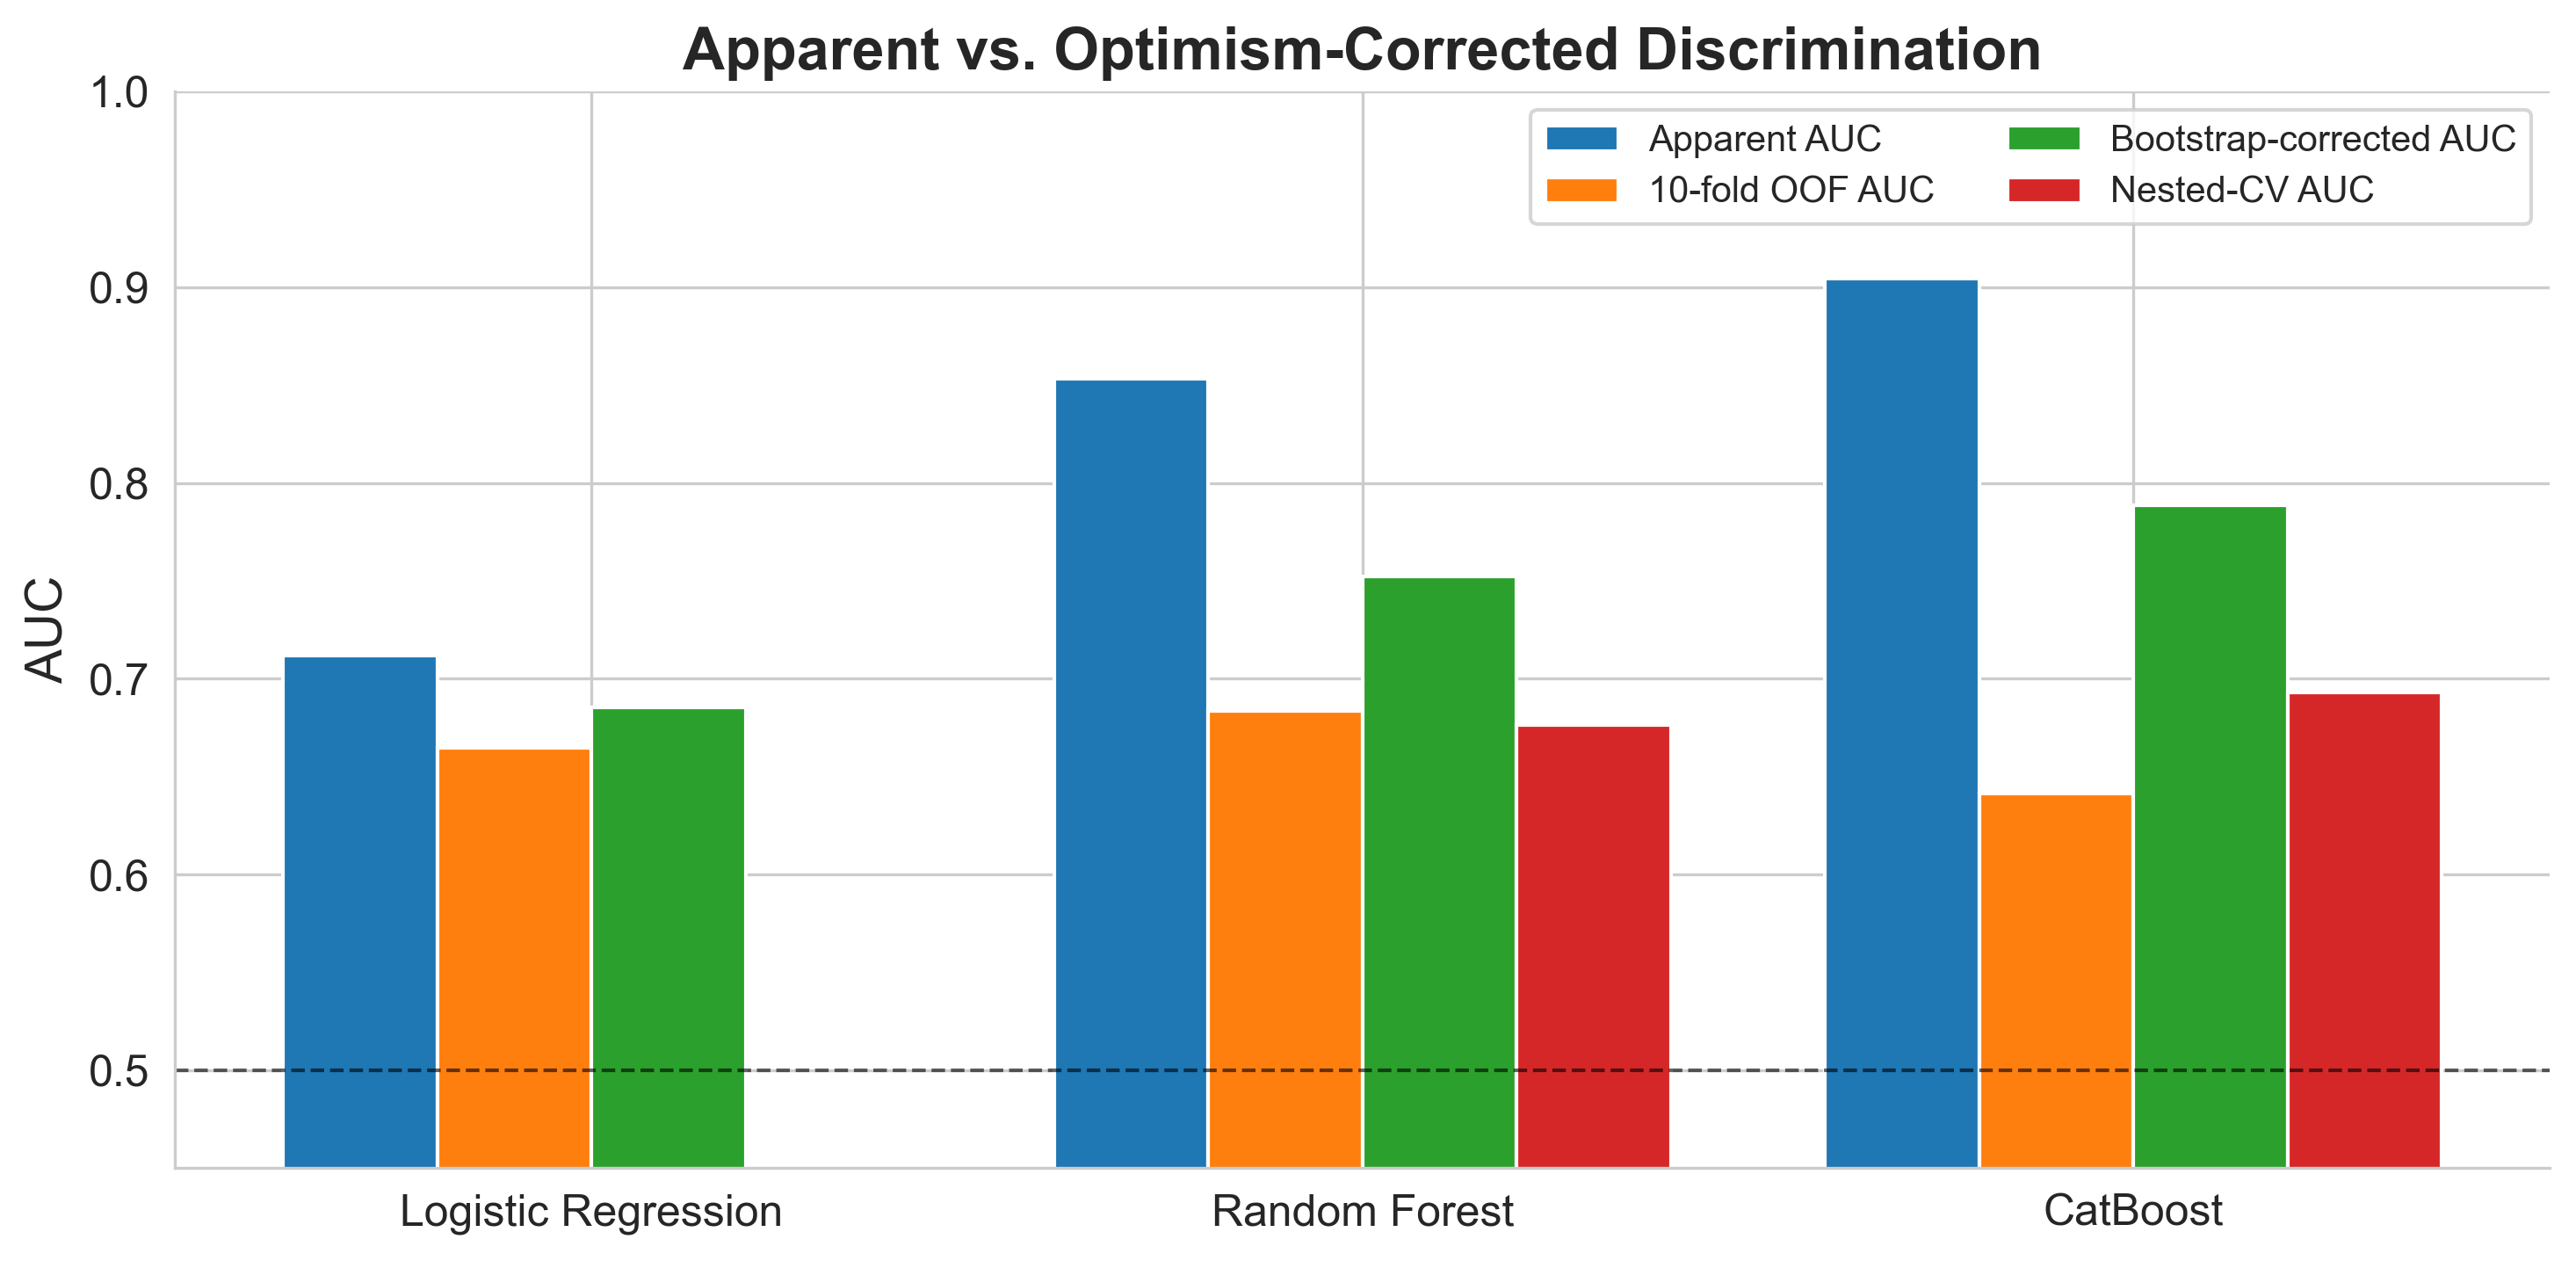 Apparent vs. Optimism-Corrected Discrimination
1.0
0.9
0.8
0.7
0.6
0.5
AUC
Apparent AUC
10-fold OOF AUC
Bootstrap-corrected AUC
Nested-CV AUC
Logistic Regression
Random Forest
CatBoost